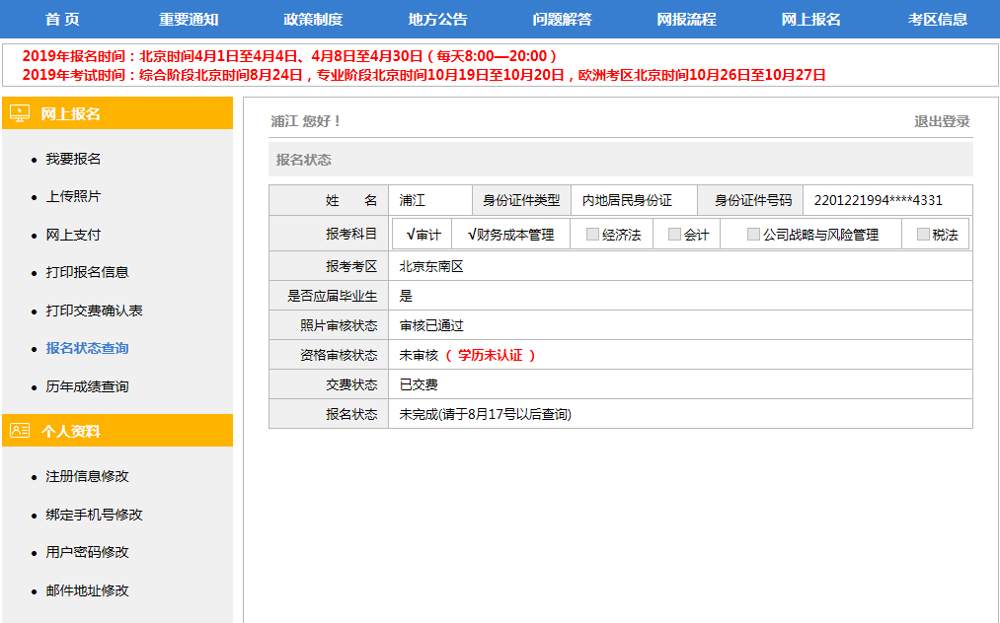 首 页 重要通知 政策制度 地方公告 问题解答 网报流程 网上报名 考区信息
2019年报名时间：北京时间4月1日至4月4日、4月8日至4月30日（每天8:00—20:00）
2019年考试时间：综合阶段北京时间8月24日，专业阶段北京时间10月19日至10月20日，欧洲考区北京时间10月26日至10月27日
网上报名
我要报名
上传照片
网上支付
打印报名信息
打印交费确认表
报名状态查询
历年成绩查询
个人资料
注册信息修改
绑定手机号修改
用户密码修改
邮件地址修改
浦江 您好！ 退出登录
报名状态
姓 名 浦江 身份证件类型 内地居民身份证 身份证件号码 2201221994****4331
报考科目 √审计 √财务成本管理 经济法 会计 公司战略与风险管理 税法
报考考区 北京东南区
是否应届毕业生 是
照片审核状态 审核已通过
资格审核状态 未审核 （ 学历未认证 ）
交费状态 已交费
报名状态 未完成(请于8月17号以后查询)